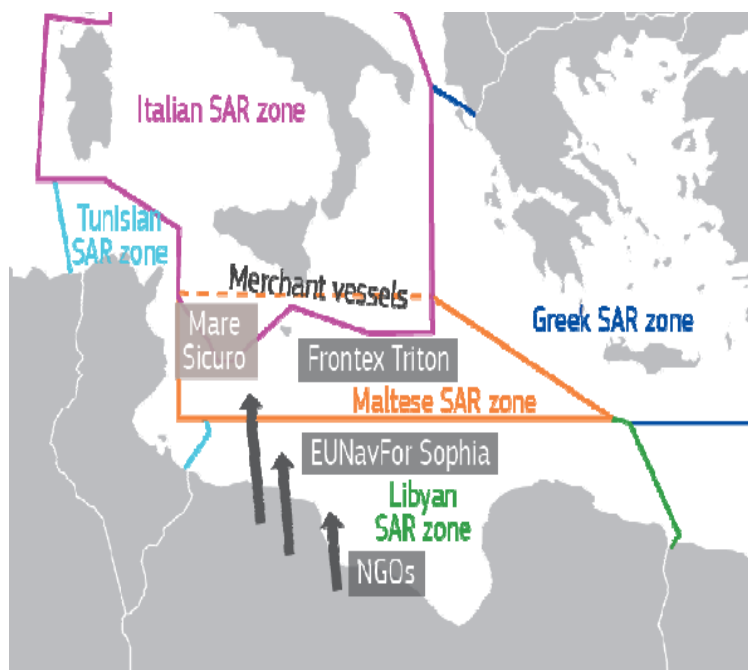 Italian SAR zone
Tunisian
SAR zone
Merchant vessels
Mare
Sicuro
Greek SAR zone
Frontex Triton
Maltese SAR zone
EUNavFor Sophia
Libyan
SAR zone
NGOs